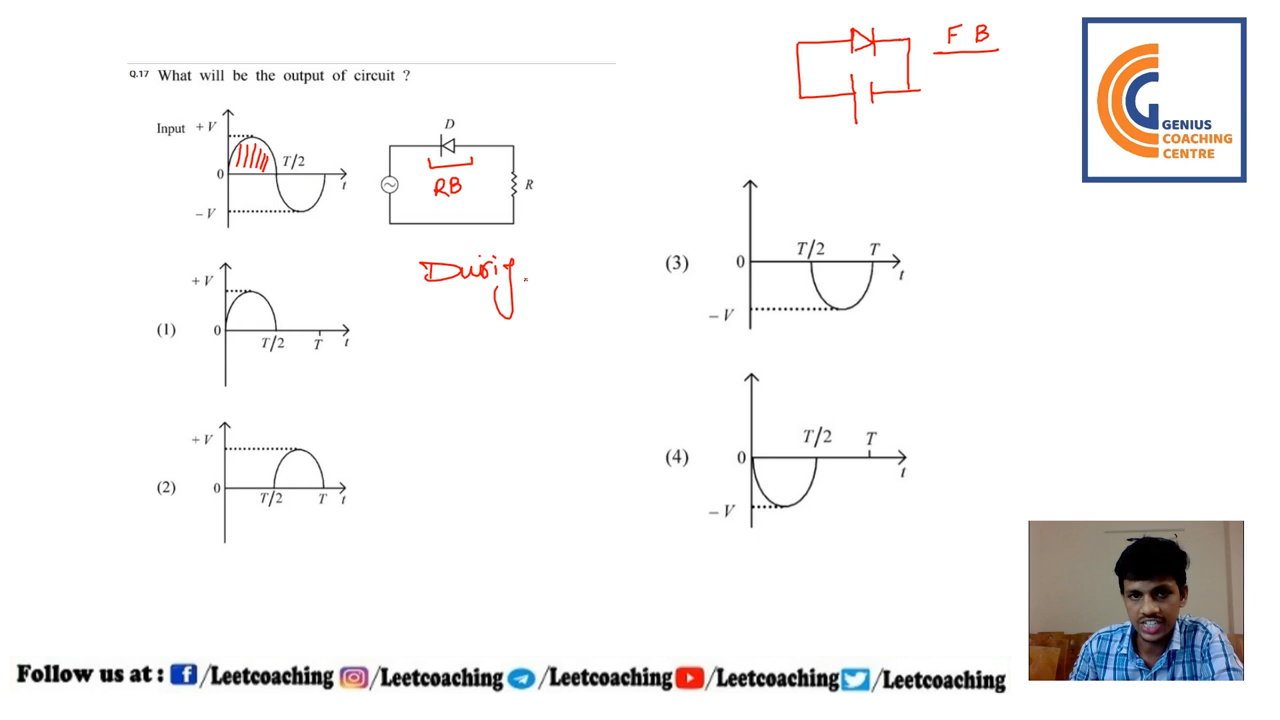 F B
GENIUS
COACHING
CENTRE
Q.17 What will be the output of circuit ?
Input + V
0
T/2
t
– V
D
RB
R
During
(1)
+ V
0
T/2 T t
(2)
+ V
0
T/2 T t
(3)
0
T/2 T
t
– V
(4)
0
T/2 T
t
– V
Follow us at : f /Leetcoaching /Leetcoaching /Leetcoaching /Leetcoaching /Leetcoaching